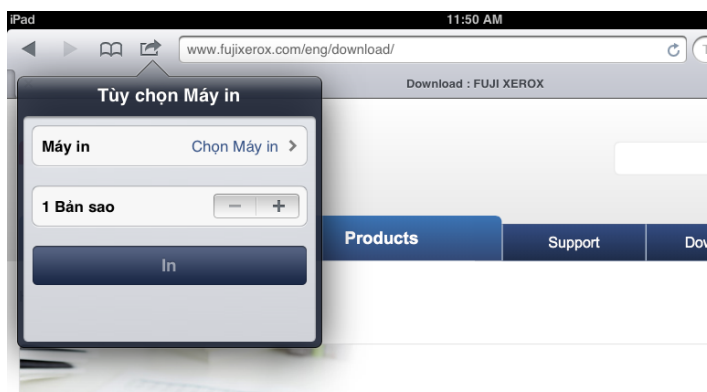 iPad
11:50 AM
www.fujixerox.com/eng/download/
Download : FUJI XEROX
Tùy chọn Máy in
Máy in
Chọn Máy in
1 Bản sao
In
Products
Support